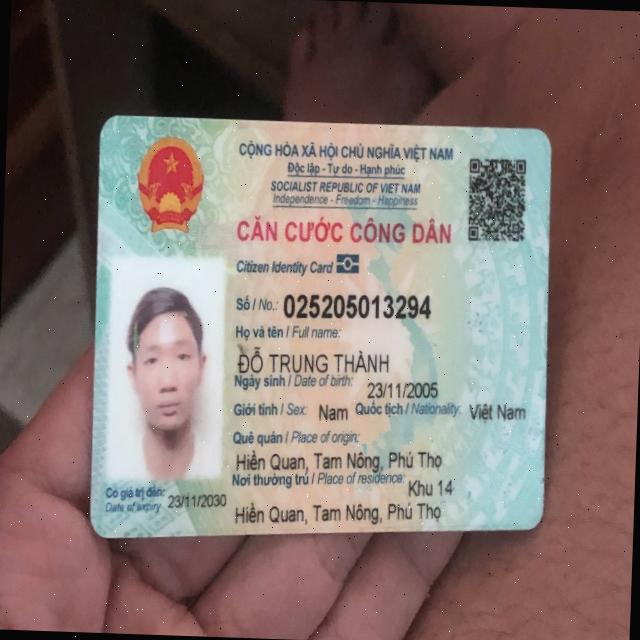 CỘNG HÒA XÃ HỘI CHỦ NGHĨA VIỆT NAM
Độc lập - Tự do - Hạnh phúc
SOCIALIST REPUBLIC OF VIET NAM
Independence - Freedom - Happiness
CĂN CƯỚC CÔNG DÂN
Citizen Identity Card
Số / No.: 025205013294
Họ và tên / Full name:
ĐỖ TRUNG THÀNH
Ngày sinh / Date of birth: 23/11/2005
Giới tính / Sex: Nam Quốc tịch / Nationality: Việt Nam
Quê quán / Place of origin:
Hiền Quan, Tam Nông, Phú Thọ
Nơi thường trú / Place of residence: Khu 14
Hiền Quan, Tam Nông, Phú Thọ
Có giá trị đến: 23/11/2030
Date of expiry